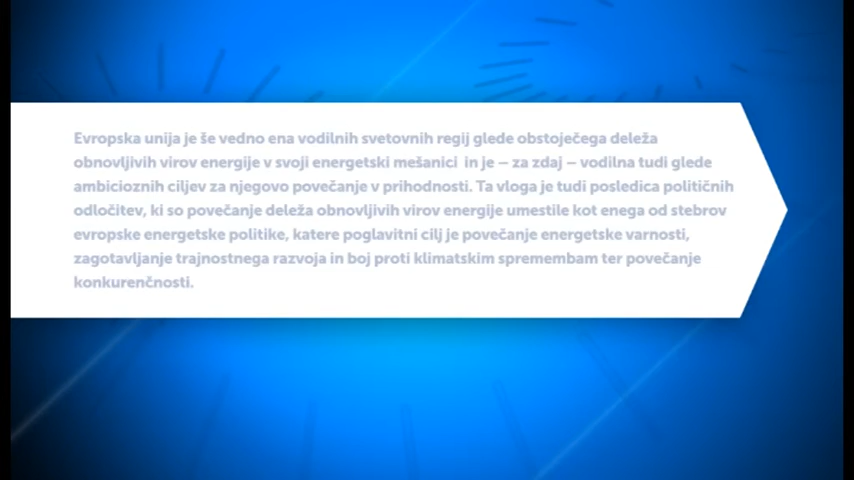 Evropska unija je še vedno ena vodilnih svetovnih regij glede obstoječega deleža
obnovljivih virov energije v svoji energetski mešanici in je – za zdaj – vodilna tudi glede
ambicioznih ciljev za njegovo povečanje v prihodnosti. Ta vloga je tudi posledica političnih
odločitev, ki so povečanje deleža obnovljivih virov energije umestile kot enega od stebrov
evropske energetske politike, katere poglavitni cilj je povečanje energetske varnosti,
zagotavljanje trajnostnega razvoja in boj proti klimatskim spremembam ter povečanje
konkurenčnosti.